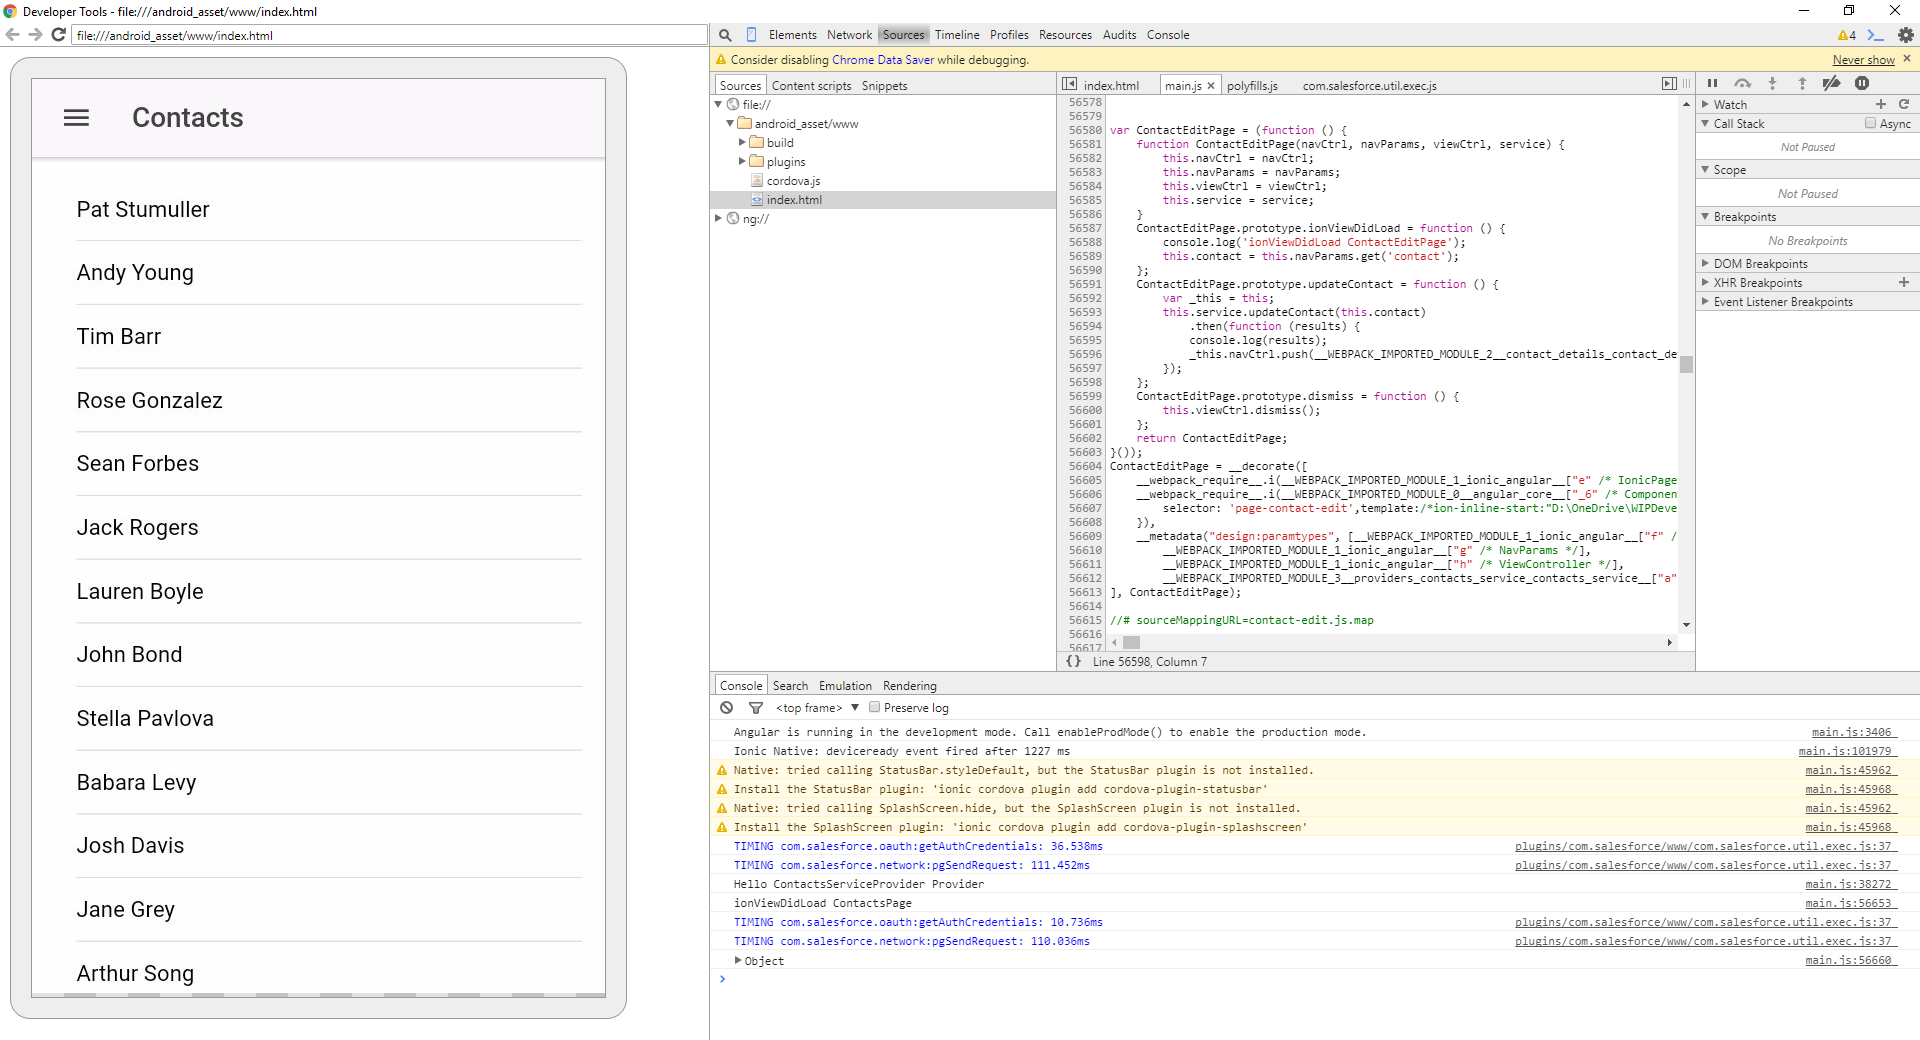 Developer Tools - file:///android_asset/www/index.html
file:///android_asset/www/index.html
Contacts
Pat Stumuller
Andy Young
Tim Barr
Rose Gonzalez
Sean Forbes
Jack Rogers
Lauren Boyle
John Bond
Stella Pavlova
Babara Levy
Josh Davis
Jane Grey
Arthur Song
Elements Network Sources Timeline Profiles Resources Audits Console 4
Consider disabling Chrome Data Saver while debugging. Never show ×
Sources Content scripts Snippets
file://
android_asset/www
build
plugins
cordova.js
index.html
ng://
index.html main.js × polyfills.js com.salesforce.util.exec.js
56578
56579
56580 var ContactEditPage = (function () {
56581 function ContactEditPage(navCtrl, navParams, viewCtrl, service) {
56582 this.navCtrl = navCtrl;
56583 this.navParams = navParams;
56584 this.viewCtrl = viewCtrl;
56585 this.service = service;
56586 }
56587 ContactEditPage.prototype.ionViewDidLoad = function () {
56588 console.log('ionViewDidLoad ContactEditPage');
56589 this.contact = this.navParams.get('contact');
56590 };
56591 ContactEditPage.prototype.updateContact = function () {
56592 var _this = this;
56593 this.service.updateContact(this.contact)
56594 .then(function (results) {
56595 console.log(results);
56596 _this.navCtrl.push(__WEBPACK_IMPORTED_MODULE_2__contact_details_contact_de
56597 });
56598 };
56599 ContactEditPage.prototype.dismiss = function () {
56600 this.viewCtrl.dismiss();
56601 };
56602 return ContactEditPage;
56603 }());
56604 ContactEditPage = __decorate([
56605 __webpack_require__.i(__WEBPACK_IMPORTED_MODULE_1_ionic_angular__["e" /* IonicPage
56606 __webpack_require__.i(__WEBPACK_IMPORTED_MODULE_0__angular_core__["_6" /* Componen
56607 selector: 'page-contact-edit',template:/*ion-inline-start:"D:\OneDrive\WIPDeve
56608 }),
56609 __metadata("design:paramtypes", [__WEBPACK_IMPORTED_MODULE_1_ionic_angular__["f" /
56610 __WEBPACK_IMPORTED_MODULE_1_ionic_angular__["g" /* NavParams */],
56611 __WEBPACK_IMPORTED_MODULE_1_ionic_angular__["h" /* ViewController */],
56612 __WEBPACK_IMPORTED_MODULE_3__providers_contacts_service_contacts_service__["a"
56613 ], ContactEditPage);
56614
56615 //# sourceMappingURL=contact-edit.js.map
56616
56617
{} Line 56598, Column 7
Watch
Call Stack Async
Not Paused
Scope
Not Paused
Breakpoints
No Breakpoints
DOM Breakpoints
XHR Breakpoints
Event Listener Breakpoints
Console Search Emulation Rendering
<top frame> Preserve log
Angular is running in the development mode. Call enableProdMode() to enable the production mode. main.js:3406
Ionic Native: deviceready event fired after 1227 ms main.js:101979
Native: tried calling StatusBar.styleDefault, but the StatusBar plugin is not installed. main.js:45962
Install the StatusBar plugin: 'ionic cordova plugin add cordova-plugin-statusbar' main.js:45968
Native: tried calling SplashScreen.hide, but the SplashScreen plugin is not installed. main.js:45962
Install the SplashScreen plugin: 'ionic cordova plugin add cordova-plugin-splashscreen' main.js:45968
TIMING com.salesforce.oauth:getAuthCredentials: 36.538ms plugins/com.salesforce/www/com.salesforce.util.exec.js:37
TIMING com.salesforce.network:pgSendRequest: 111.452ms plugins/com.salesforce/www/com.salesforce.util.exec.js:37
Hello ContactsServiceProvider Provider main.js:38272
ionViewDidLoad ContactsPage main.js:56653
TIMING com.salesforce.oauth:getAuthCredentials: 10.736ms plugins/com.salesforce/www/com.salesforce.util.exec.js:37
TIMING com.salesforce.network:pgSendRequest: 110.036ms plugins/com.salesforce/www/com.salesforce.util.exec.js:37
Object main.js:56660